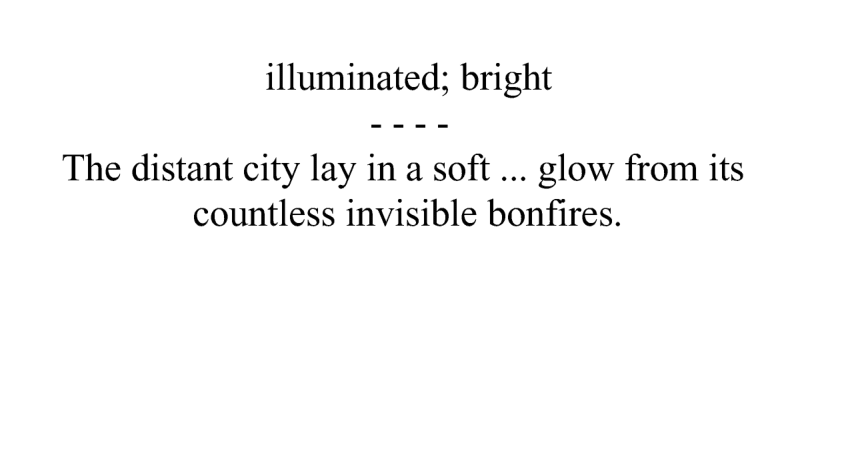 illuminated; bright
- - - -
The distant city lay in a soft ... glow from its
countless invisible bonfires.